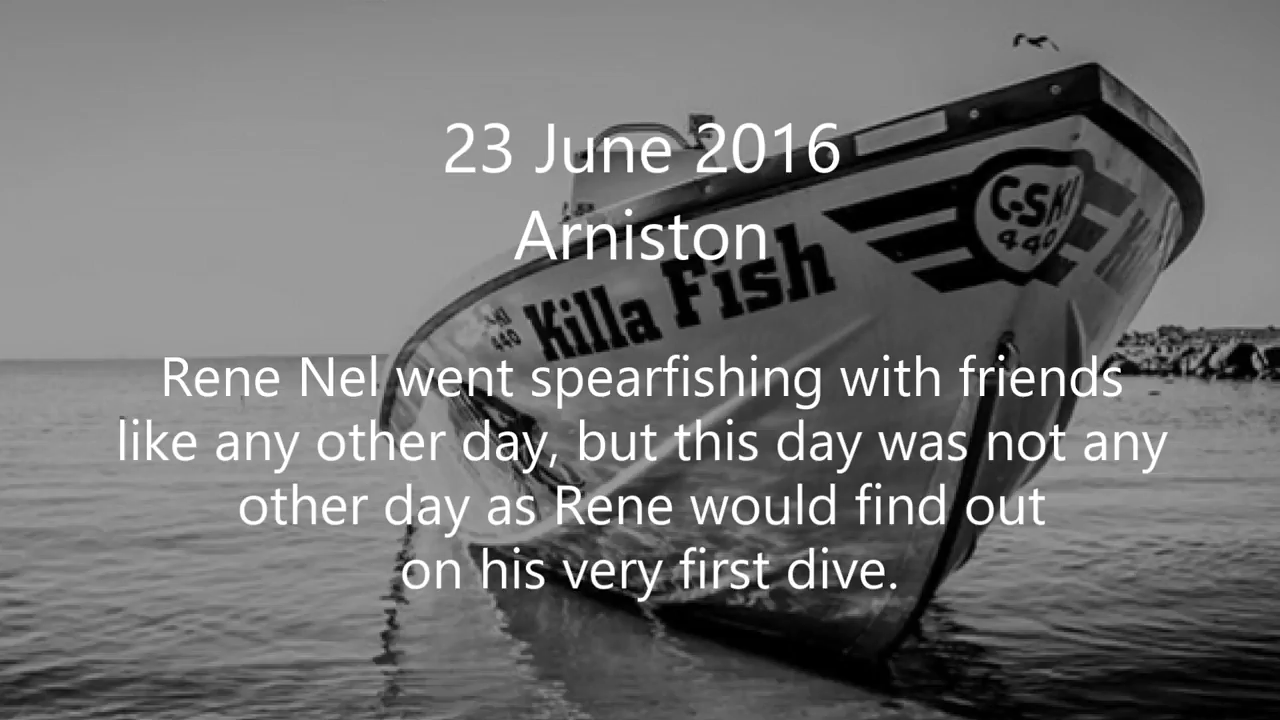 23 June 2016
Arniston
C-SKI
440
Killa Fish
440
Rene Nel went spearfishing with friends
like any other day, but this day was not any
other day as Rene would find out
on his very first dive.